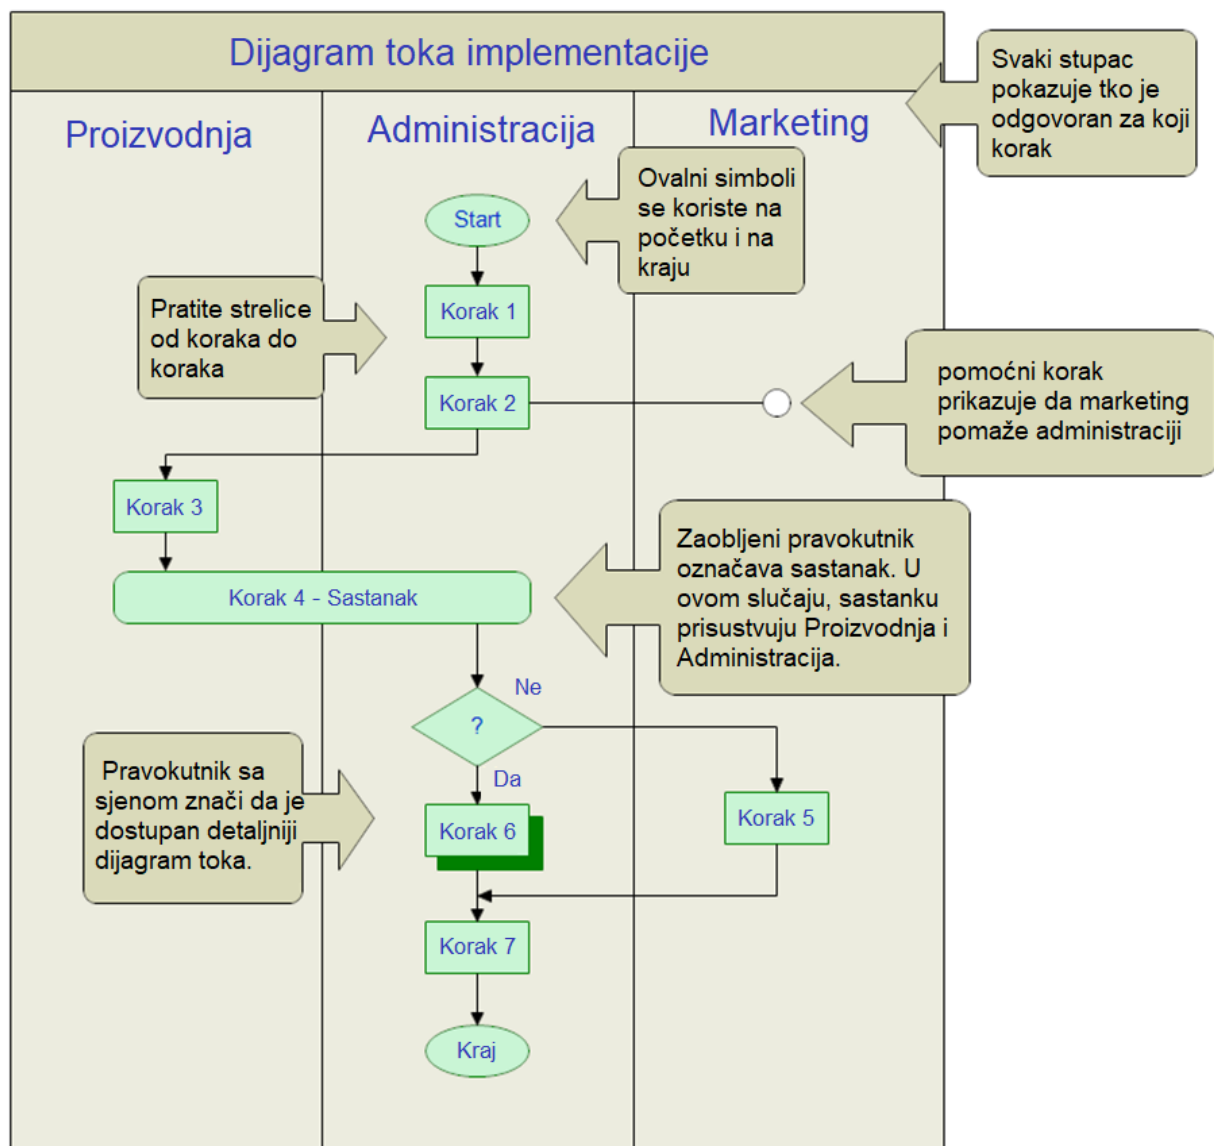 Dijagram toka implementacije
Proizvodnja
Administracija
Marketing
Svaki stupac
pokazuje tko je
odgovoran za koji
korak
Start
Ovalni simboli
se koriste na
početku i na
kraju
Pratite strelice
od koraka do
koraka
Korak 1
Korak 2
pomoćni korak
prikazuje da marketing
pomaže administraciji
Korak 3
Korak 4 - Sastanak
Zaobljeni pravokutnik
označava sastanak. U
ovom slučaju, sastanku
prisustvuju Proizvodnja i
Administracija.
Ne
?
Da
Pravokutnik sa
sjenom znači da je
dostupan detaljniji
dijagram toka.
Korak 6
Korak 5
Korak 7
Kraj